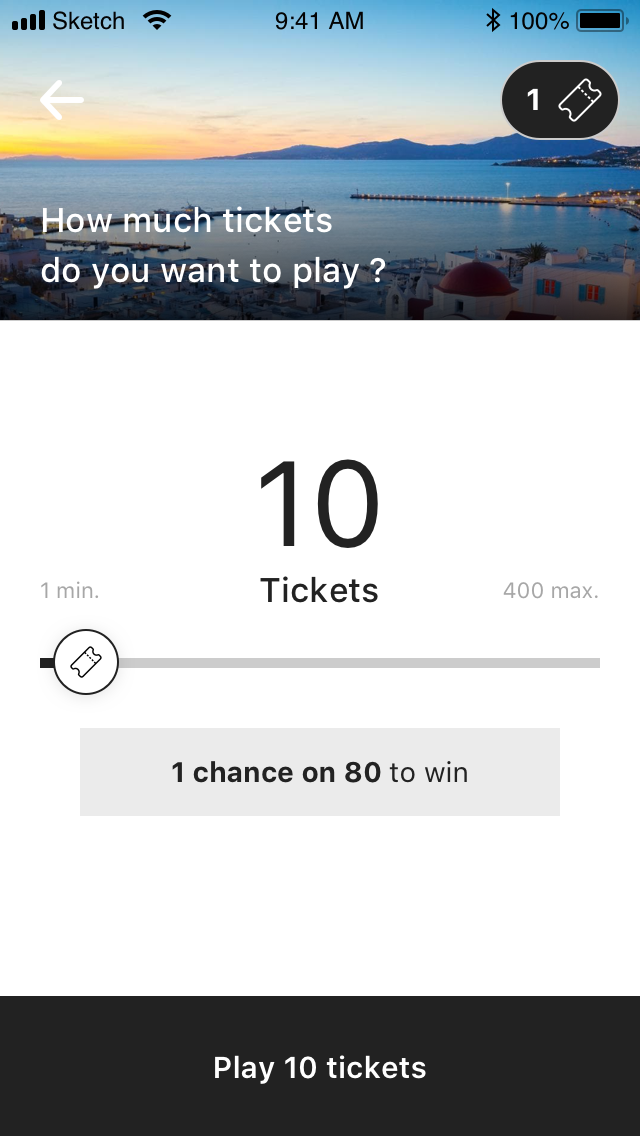 Sketch 9:41 AM 100%
1
How much tickets
do you want to play ?
10
Tickets
1 min.
400 max.
1 chance on 80 to win
Play 10 tickets